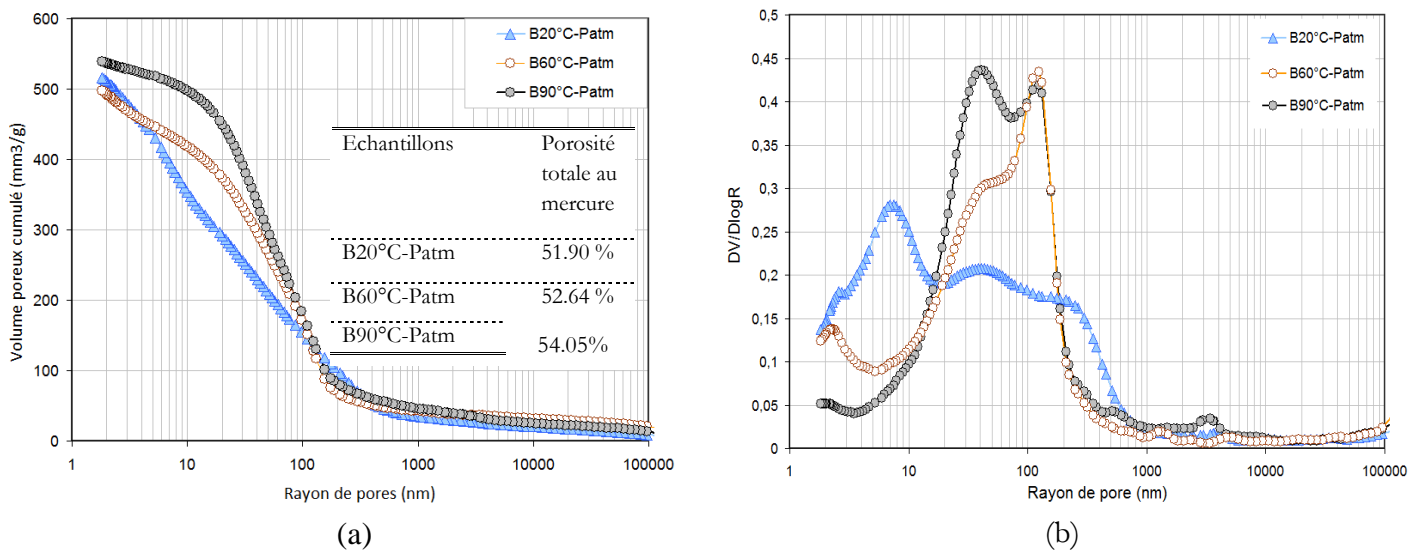 600
500
400
300
200
100
0
Volume poreux cumulé (mm3/g)
B20°C-Patm
B60°C-Patm
B90°C-Patm
Echantillons Porosité
totale au
mercure
B20°C-Patm 51.90 %
B60°C-Patm 52.64 %
B90°C-Patm 54.05%
1 10 100 1000 10000 100000
Rayon de pores (nm)
(a)
0,5
0,45
0,4
0,35
0,3
0,25
0,2
0,15
0,1
0,05
0
DV/DlogR
B20°C-Patm
B60°C-Patm
B90°C-Patm
1 10 100 1000 10000 100000
Rayon de pore (nm)
(b)